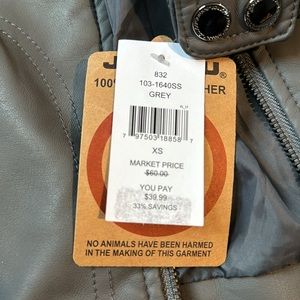 100%
832
103-1640SS
GREY
7 97503 18858 7
XS
MARKET PRICE
$60.00
YOU PAY
$39.99
33% SAVINGS
NO ANIMALS HAVE BEEN HARMED
IN THE MAKING OF THIS GARMENT